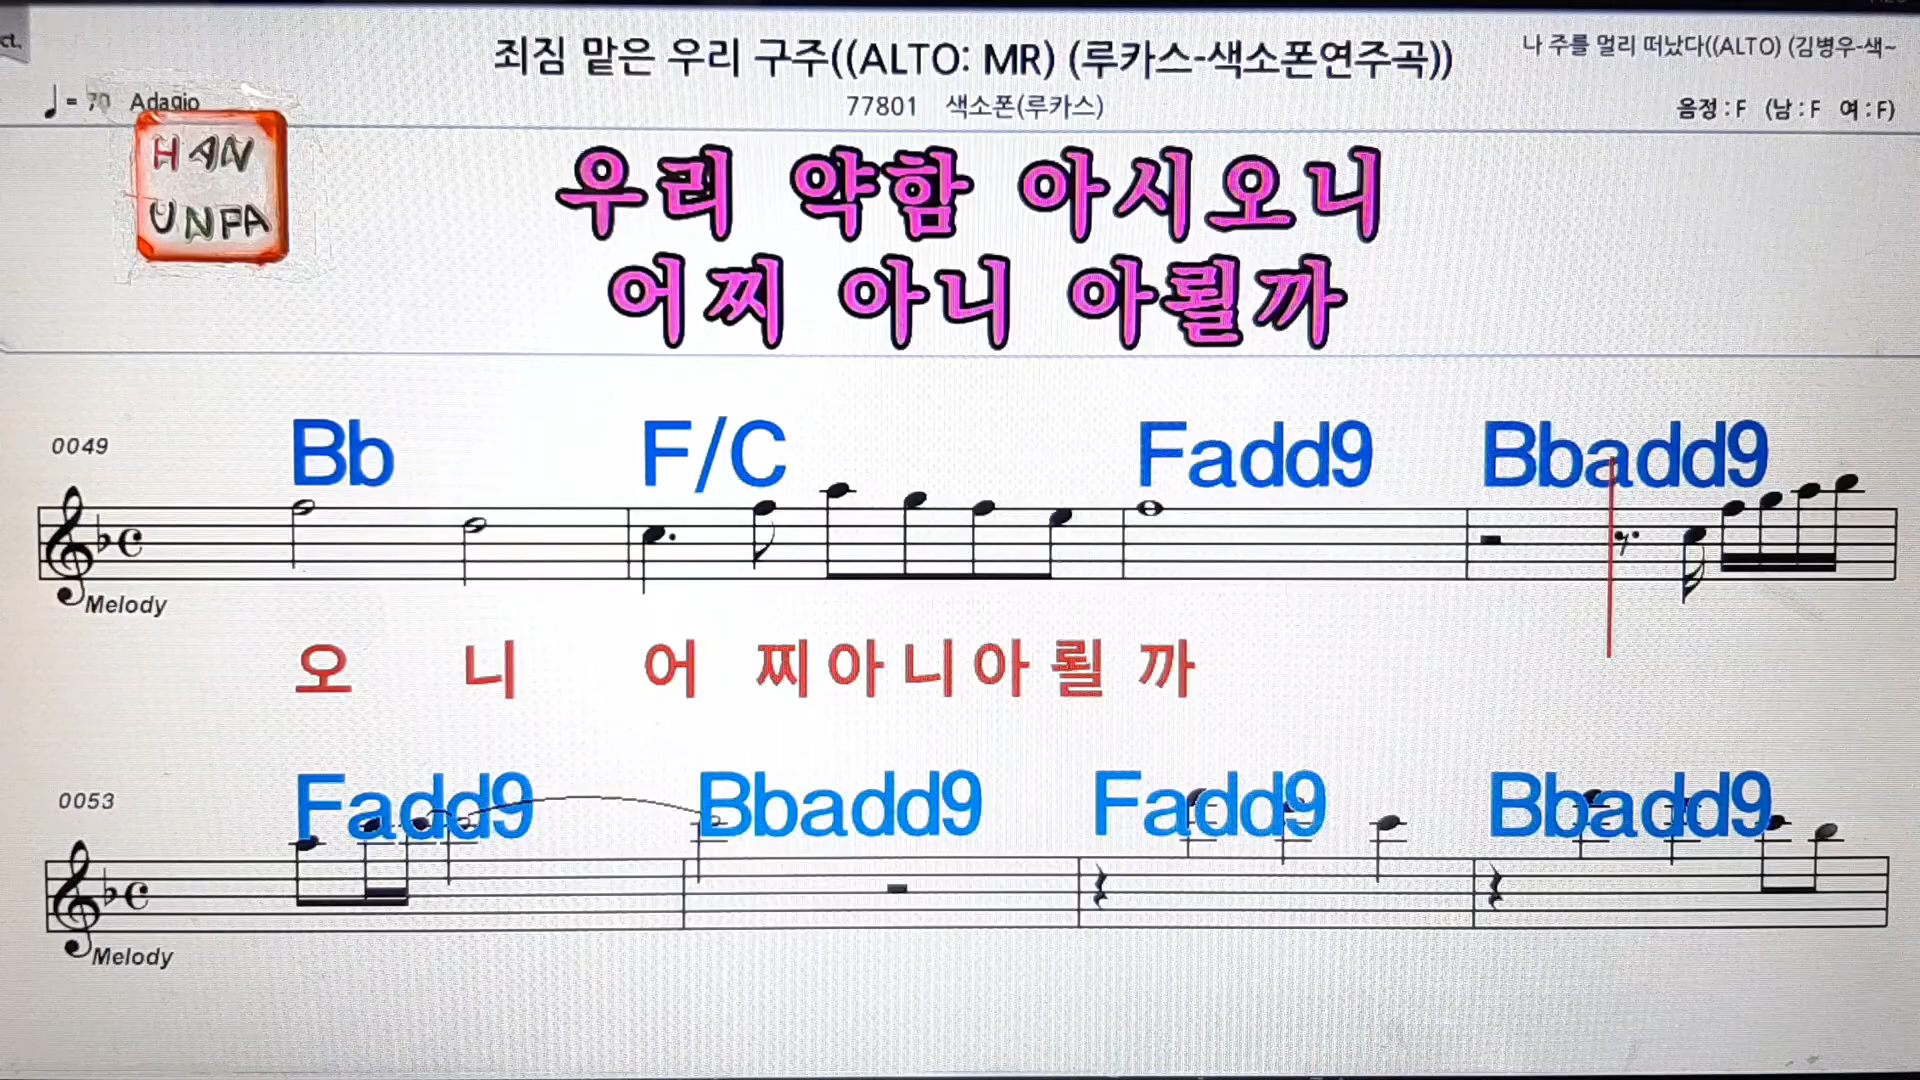 ct.
죄짐 맡은 우리 구주((ALTO: MR) (루카스-색소폰연주곡))
나 주를 멀리 떠났다((ALTO) (김병우-색~
♩ = 70 Adagio
77801 색소폰(루카스)
음정 : F (남 : F 여 : F)
HAN
UNFA
우리 약함 아시오니
어찌 아니 아뢸까
0049
Bb F/C Fadd9 Bbadd9
Melody
오 니 어 찌 아 니 아 뢸 까
0053
Fadd9 Bbadd9 Fadd9 Bbadd9
Melody